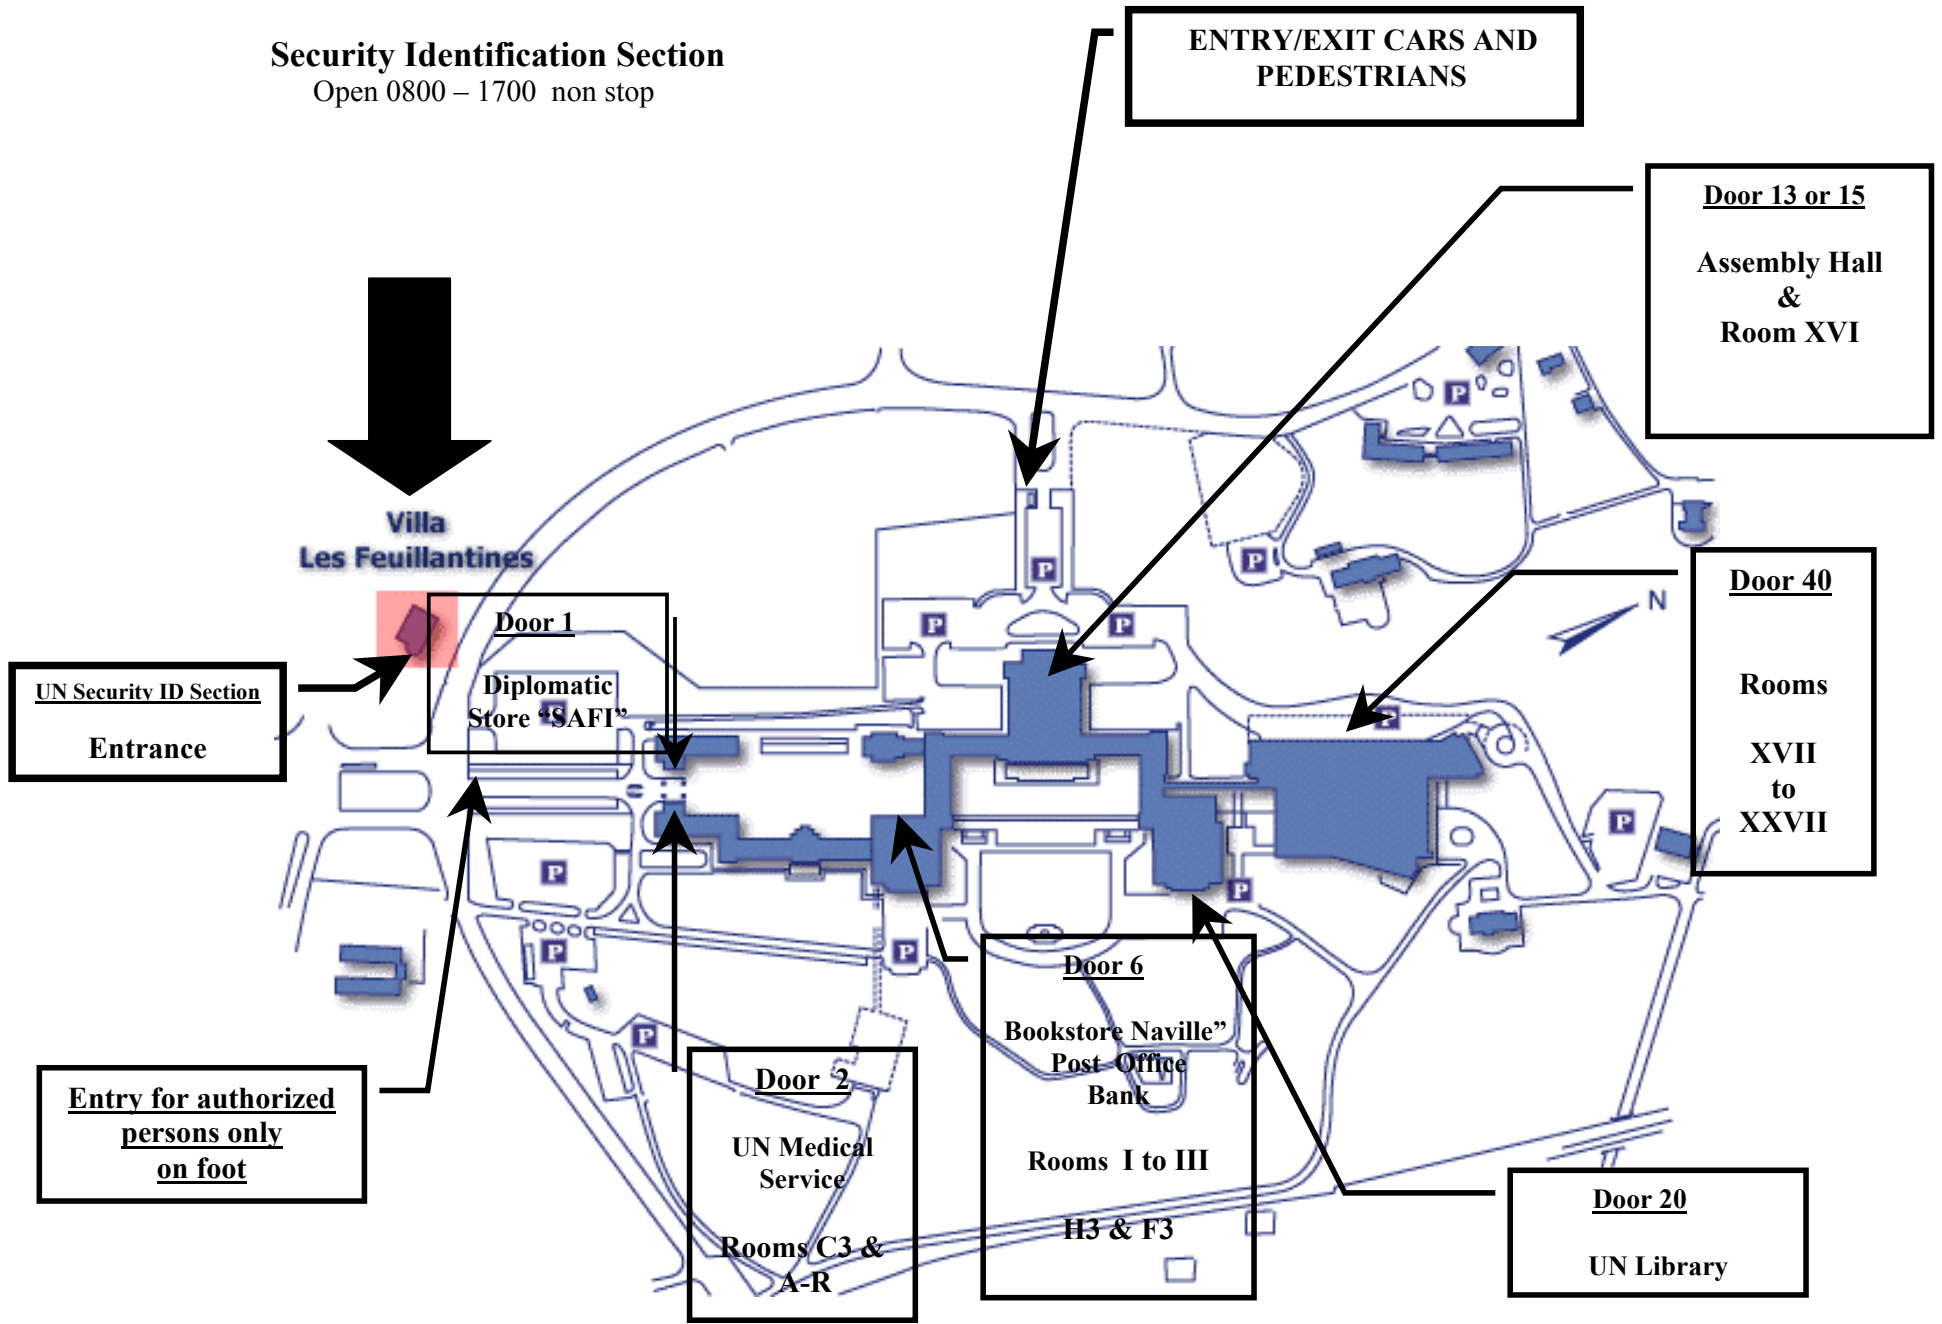 Security Identification Section
Open 0800 – 1700 non stop
ENTRY/EXIT CARS AND
PEDESTRIANS
Door 13 or 15
Assembly Hall
&
Room XVI
Villa
Les Feuillantines
P
P
P
P
P
N
Door 40
Rooms
XVII
to
XXVII
Door 1
Diplomatic
Store “SAFI”
P
P
UN Security ID Section
Entrance
P
P
P
P
P
P
Entry for authorized
persons only
on foot
Door 2
UN Medical
Service
Rooms C3 &
A-R
Door 6
Bookstore Naville”
Post Office
Bank
Rooms I to III
H3 & F3
Door 20
UN Library